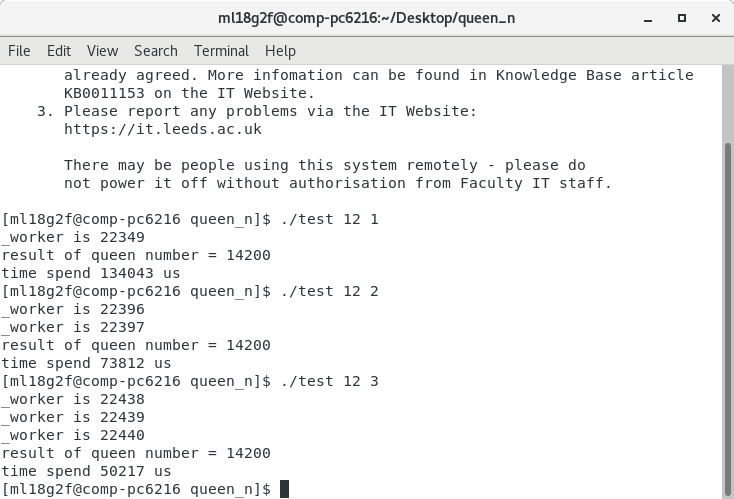 ml18g2f@comp-pc6216:~/Desktop/queen_n
File Edit View Search Terminal Help
already agreed. More infomation can be found in Knowledge Base article
KB0011153 on the IT Website.
3. Please report any problems via the IT Website:
https://it.leeds.ac.uk
There may be people using this system remotely - please do
not power it off without authorisation from Faculty IT staff.
[ml18g2f@comp-pc6216 queen_n]$ ./test 12 1
_worker is 22349
result of queen number = 14200
time spend 134043 us
[ml18g2f@comp-pc6216 queen_n]$ ./test 12 2
_worker is 22396
_worker is 22397
result of queen number = 14200
time spend 73812 us
[ml18g2f@comp-pc6216 queen_n]$ ./test 12 3
_worker is 22438
_worker is 22439
_worker is 22440
result of queen number = 14200
time spend 50217 us
[ml18g2f@comp-pc6216 queen_n]$